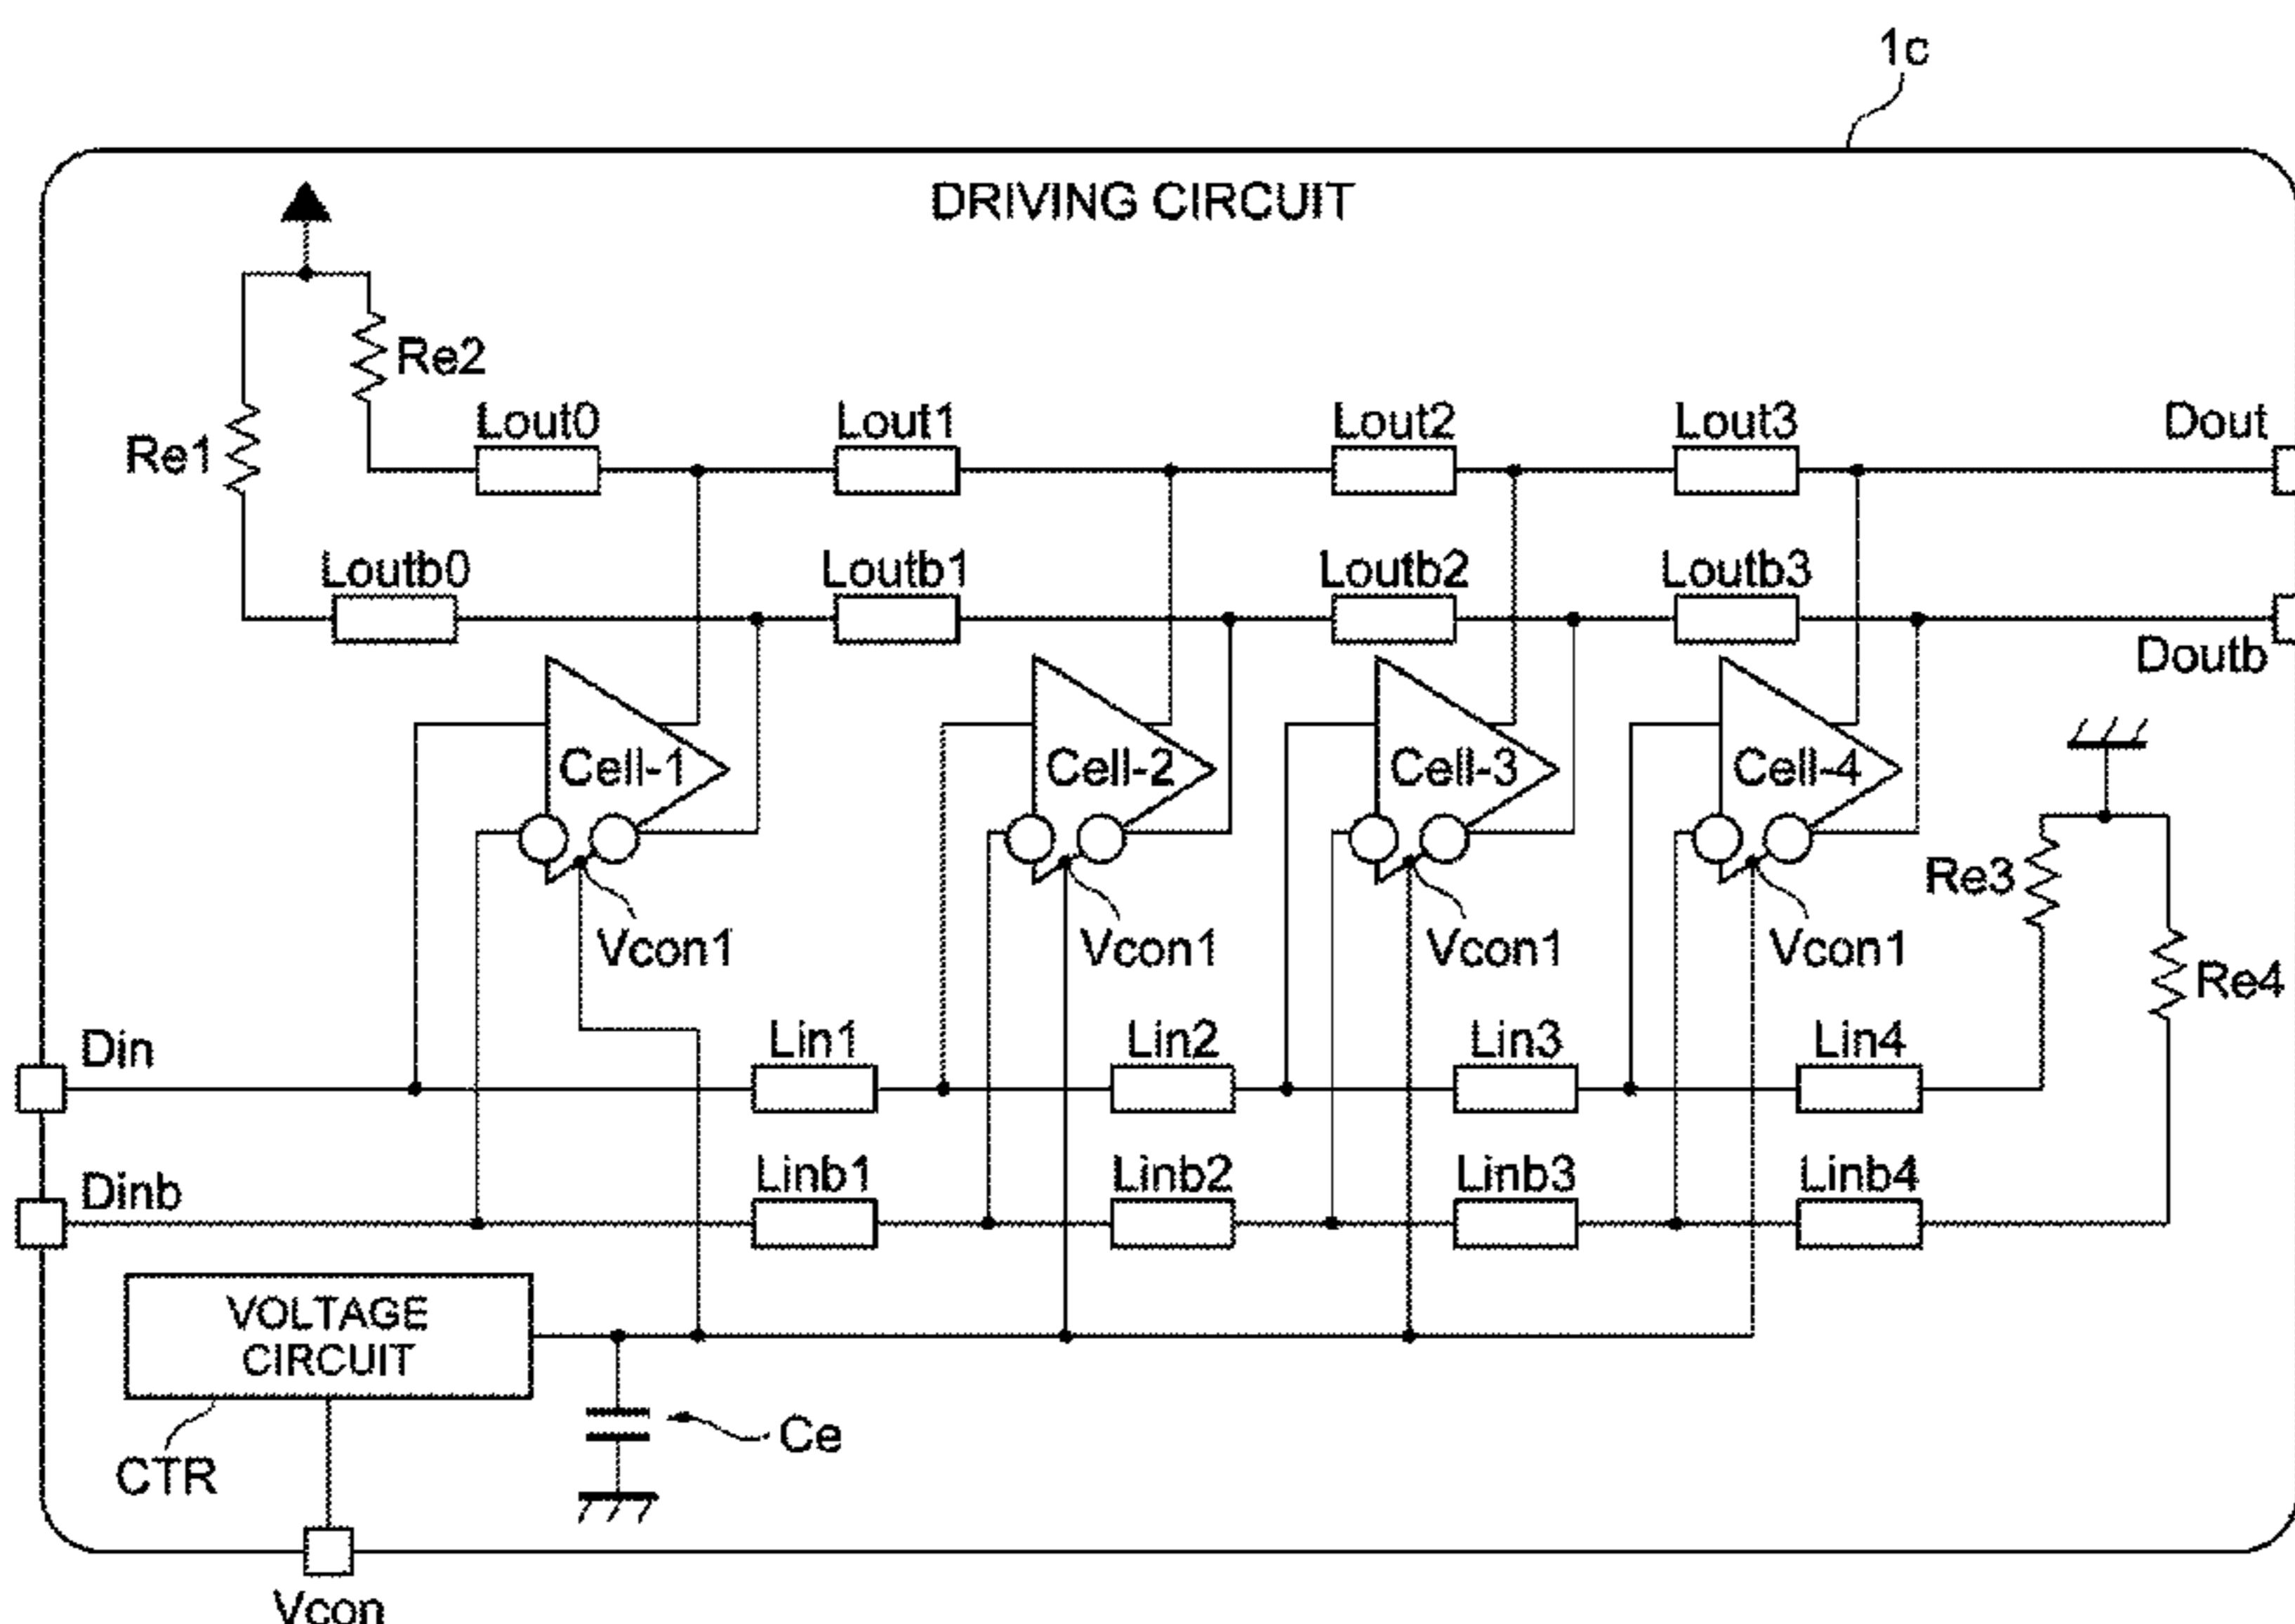 1c
DRIVING CIRCUIT
Re2
Re1
Lout0
Lout1
Lout2
Lout3
Dout
Loutb0
Loutb1
Loutb2
Loutb3
Doutb
Cell-1
Cell-2
Cell-3
Cell-4
Re3
Vcon1
Vcon1
Vcon1
Vcon1
Re4
Din
Lin1
Lin2
Lin3
Lin4
Dinb
Linb1
Linb2
Linb3
Linb4
VOLTAGE
CIRCUIT
Ce
CTR
Vcon